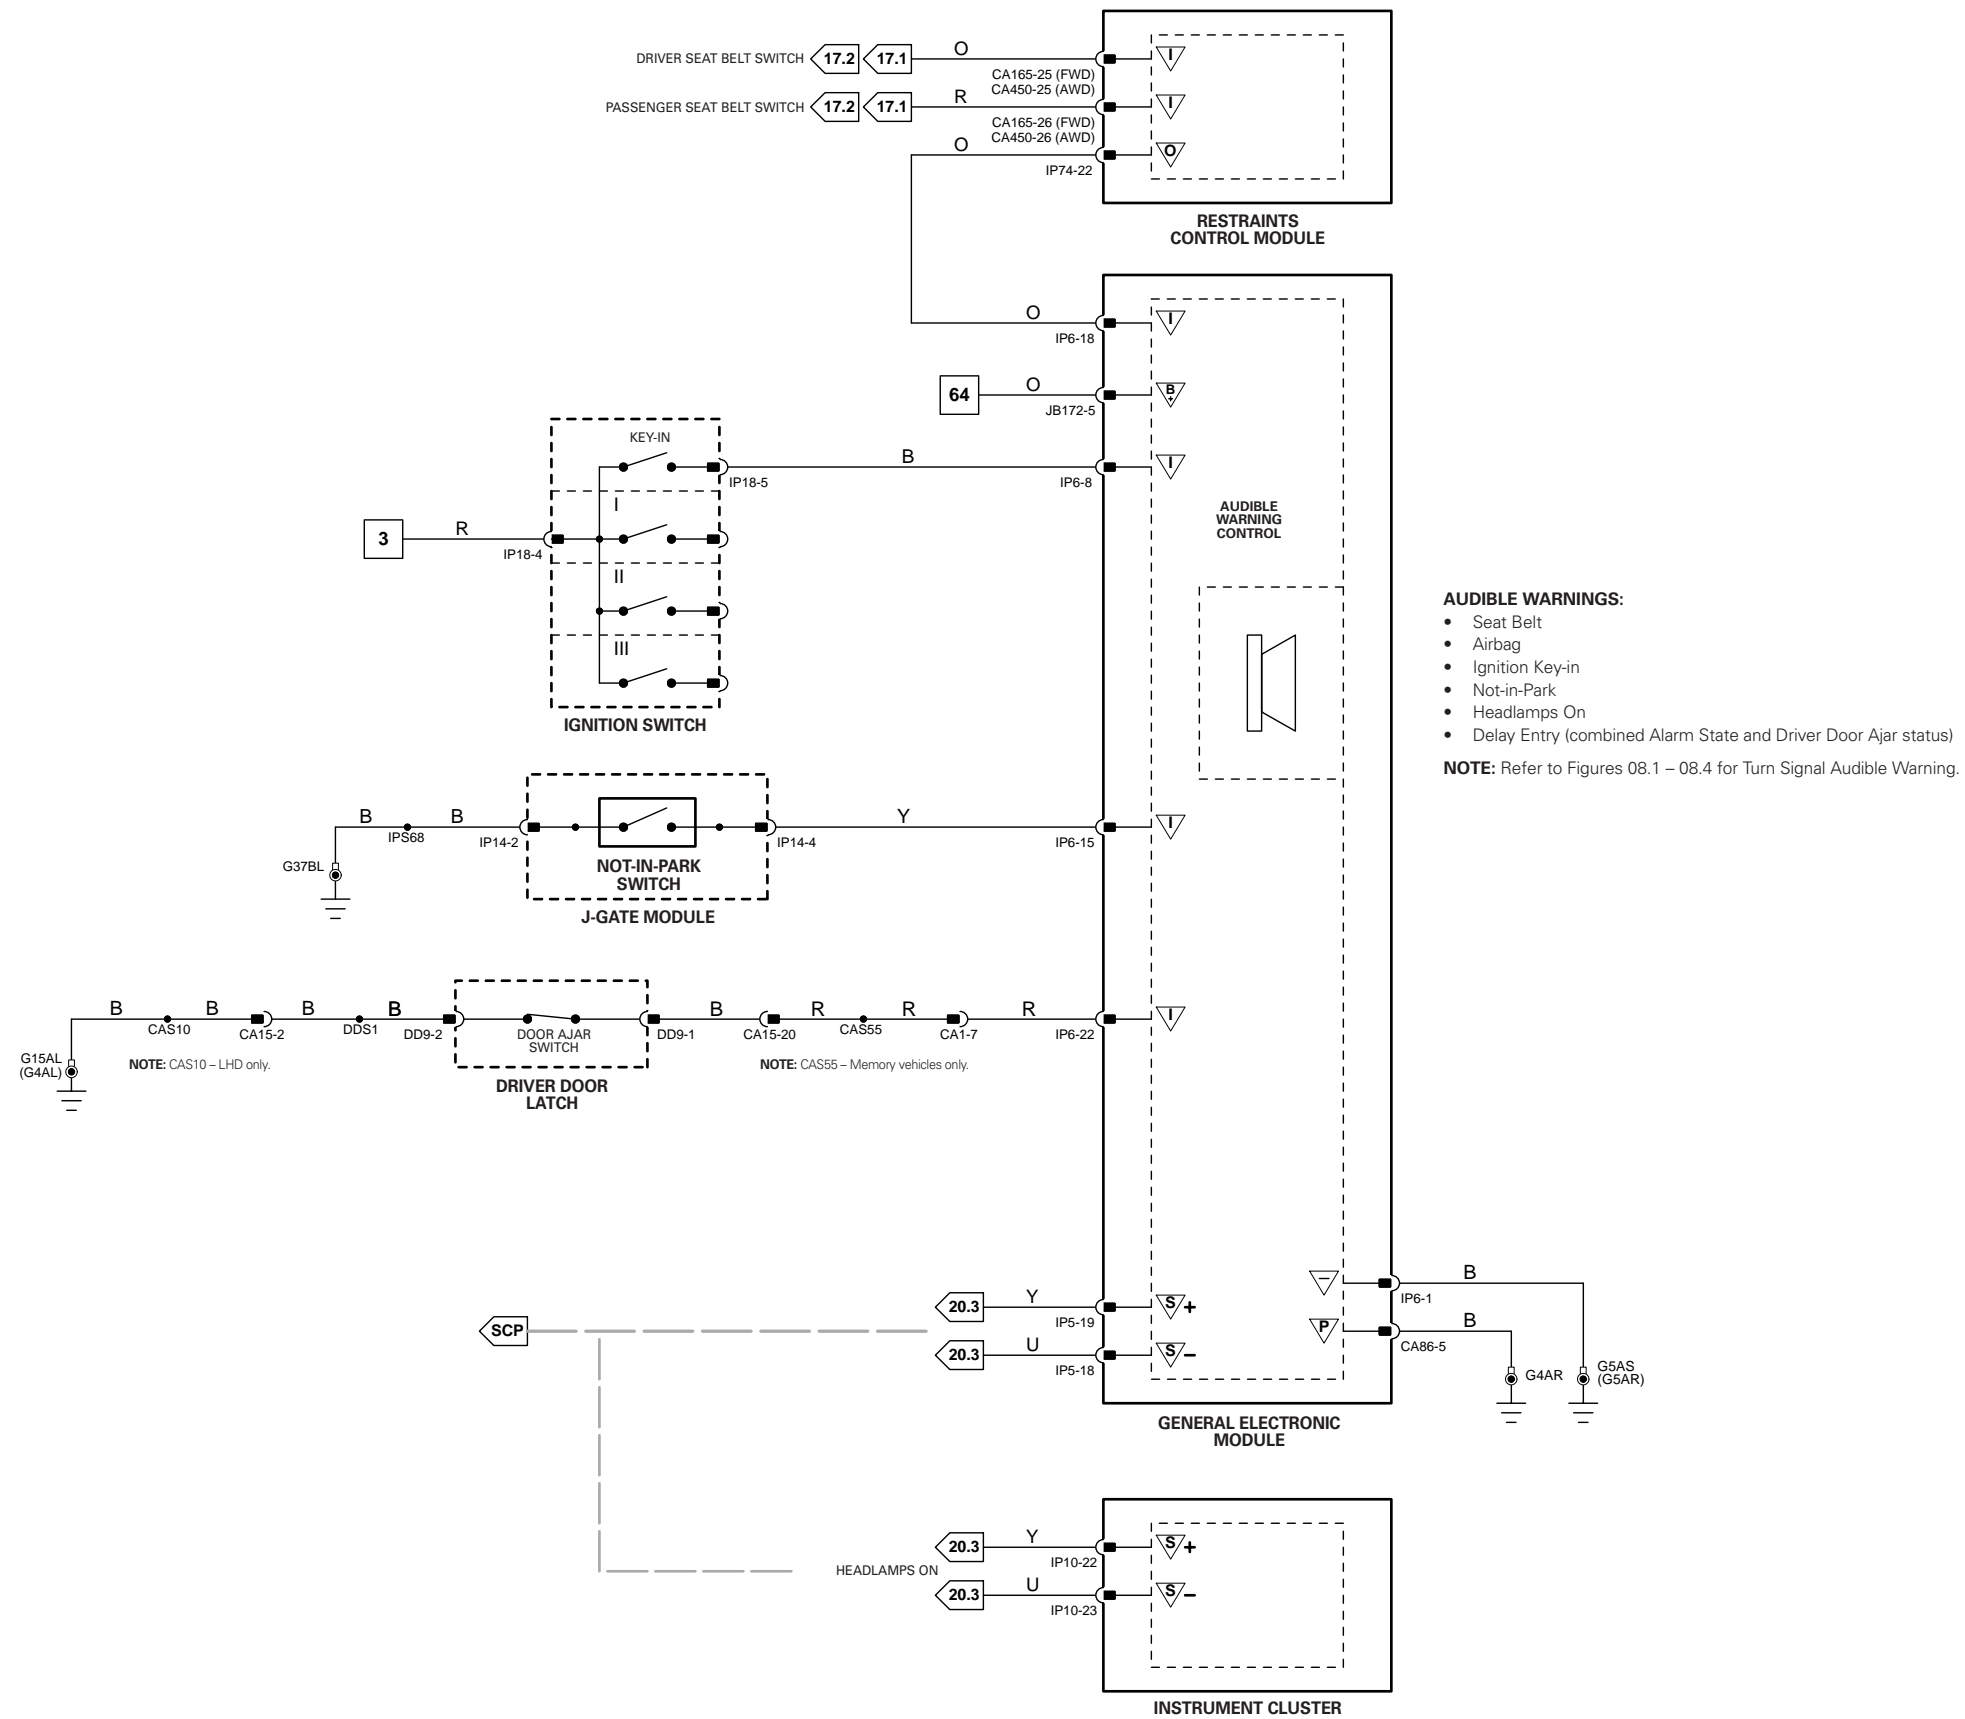 DRIVER SEAT BELT SWITCH 17.2 17.1 O I
CA165-25 (FWD)
CA450-25 (AWD)
PASSENGER SEAT BELT SWITCH 17.2 17.1 R I
CA165-26 (FWD)
CA450-26 (AWD)
O O
IP74-22
RESTRAINTS
CONTROL MODULE
O I
IP6-18
64 O B+
JB172-5
KEY-IN
B I
IP18-5 IP6-8
I
AUDIBLE
WARNING
CONTROL
3 R
IP18-4
II
III
IGNITION SWITCH
AUDIBLE WARNINGS:
• Seat Belt
• Airbag
• Ignition Key-in
• Not-in-Park
• Headlamps On
• Delay Entry (combined Alarm State and Driver Door Ajar status)
NOTE: Refer to Figures 08.1 – 08.4 for Turn Signal Audible Warning.
B B Y I
IPS68 IP14-2 IP14-4 IP6-15
G37BL
NOT-IN-PARK
SWITCH
J-GATE MODULE
B B B B B R R R I
CAS10 CA15-2 DDS1 DD9-2 DD9-1 CA15-20 CAS55 CA1-7 IP6-22
DOOR AJAR
SWITCH
G15AL
(G4AL)
NOTE: CAS10 – LHD only.
NOTE: CAS55 – Memory vehicles only.
DRIVER DOOR
LATCH
– B
IP6-1
20.3 Y S+
IP5-19
SCP
P B
CA86-5
20.3 U S–
IP5-18
G4AR
G5AS
(G5AR)
GENERAL ELECTRONIC
MODULE
20.3 Y S+
IP10-22
HEADLAMPS ON
20.3 U S–
IP10-23
INSTRUMENT CLUSTER